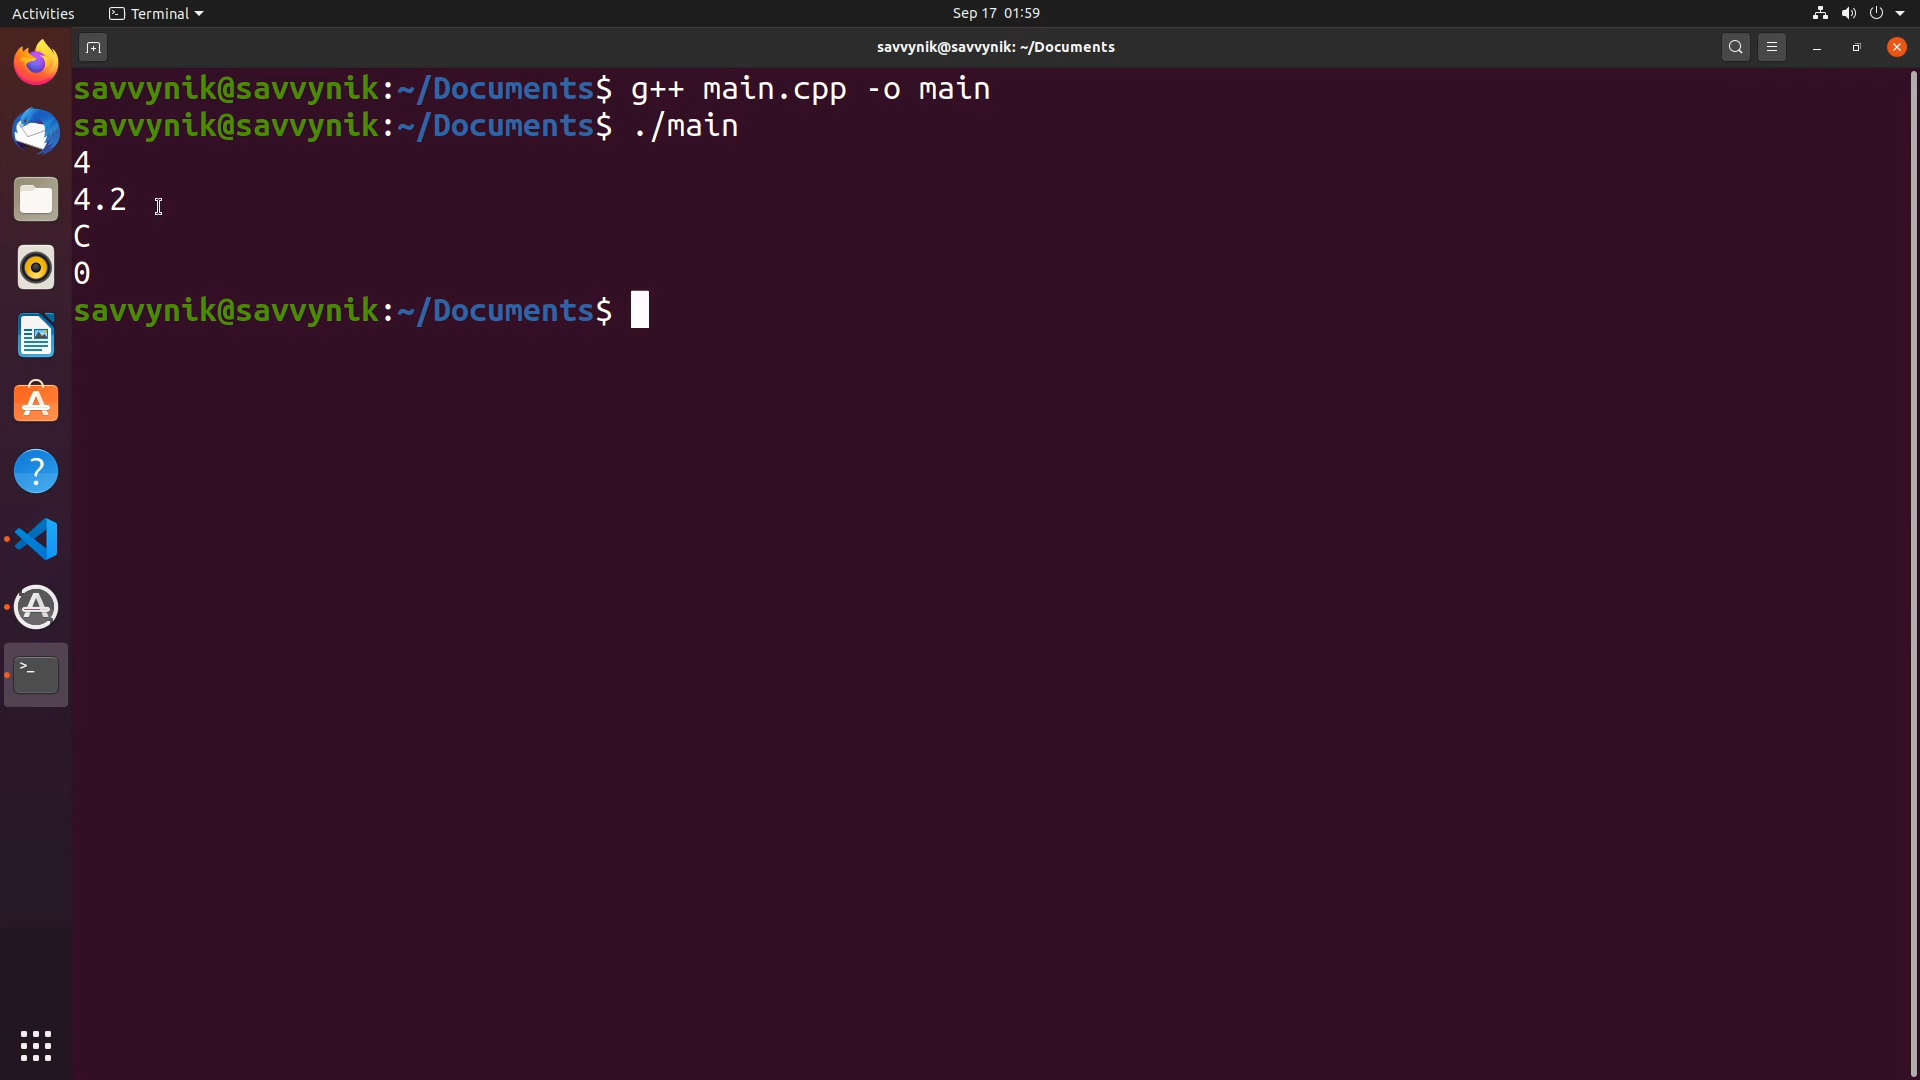 Activities Terminal Sep 17 01:59
savvynik@savvynik: ~/Documents
savvynik@savvynik:~/Documents$ g++ main.cpp -o main
savvynik@savvynik:~/Documents$ ./main
4
4.2
C
0
savvynik@savvynik:~/Documents$